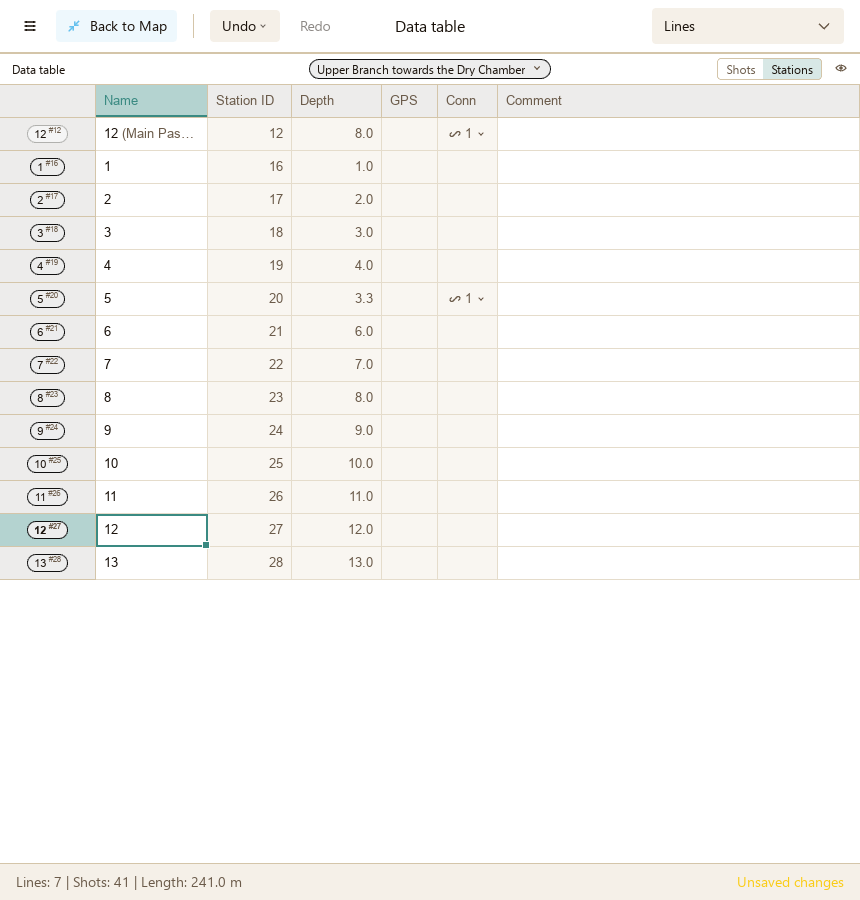 Back to Map Undo Redo Data table Lines
Data table Upper Branch towards the Dry Chamber Shots Stations
Name Station ID Depth GPS Conn Comment
12 #12 12 (Main Pas… 12 8.0 1
1 #16 1 16 1.0
2 #17 2 17 2.0
3 #18 3 18 3.0
4 #19 4 19 4.0
5 #20 5 20 3.3 1
6 #21 6 21 6.0
7 #22 7 22 7.0
8 #23 8 23 8.0
9 #24 9 24 9.0
10 #25 10 25 10.0
11 #26 11 26 11.0
12 #27 12 27 12.0
13 #28 13 28 13.0
Lines: 7 | Shots: 41 | Length: 241.0 m Unsaved changes